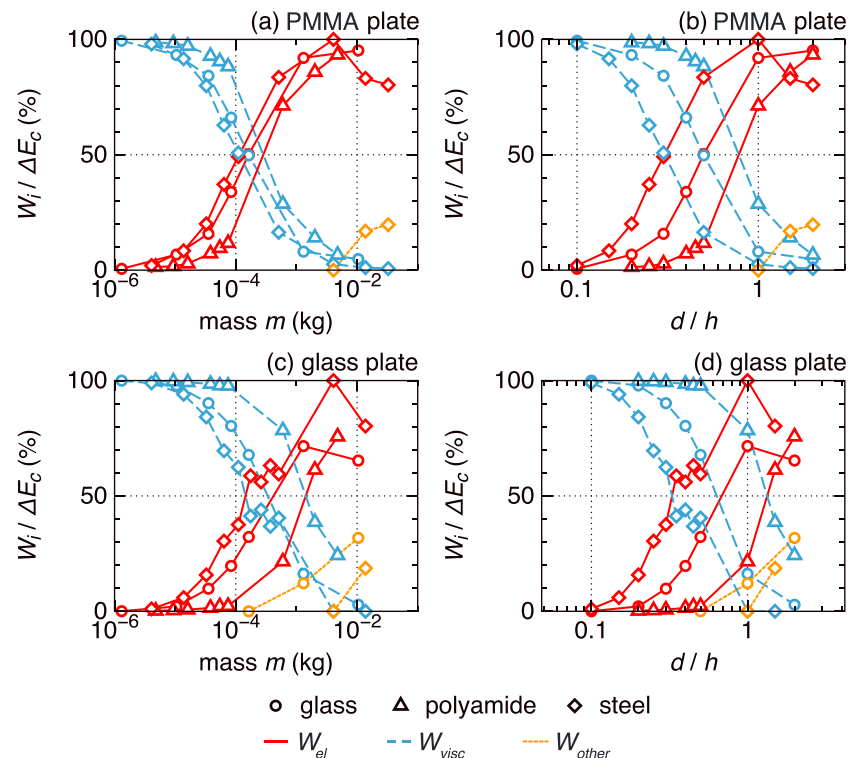 (a) PMMA plate
(b) PMMA plate
W_i / ΔE_c (%)
100
50
0
10⁻⁶
10⁻⁴
10⁻²
mass m (kg)
W_i / ΔE_c (%)
100
50
0
0.1
1
d / h
(c) glass plate
(d) glass plate
W_i / ΔE_c (%)
100
50
0
10⁻⁶
10⁻⁴
10⁻²
mass m (kg)
W_i / ΔE_c (%)
100
50
0
0.1
1
d / h
glass polyamide steel
W_el W_visc W_other